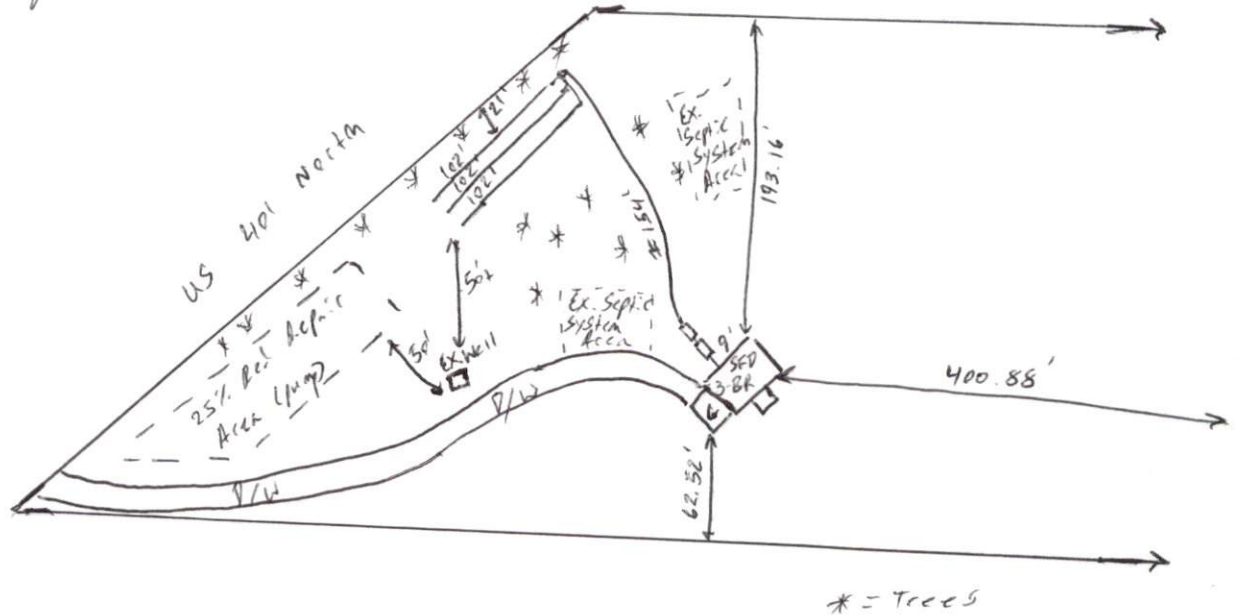 US 401 North
21'
102'
102'
102'
Ex.
Septic
System
Area
193.16'
≈ 154'
50+
25% Red Repair
Area (pump)
50'
Ex. Well
Ex. Septic
System
Area
9'
SFD
3-BR
G
400.88'
D/W
D/W
62.52'
* = Trees